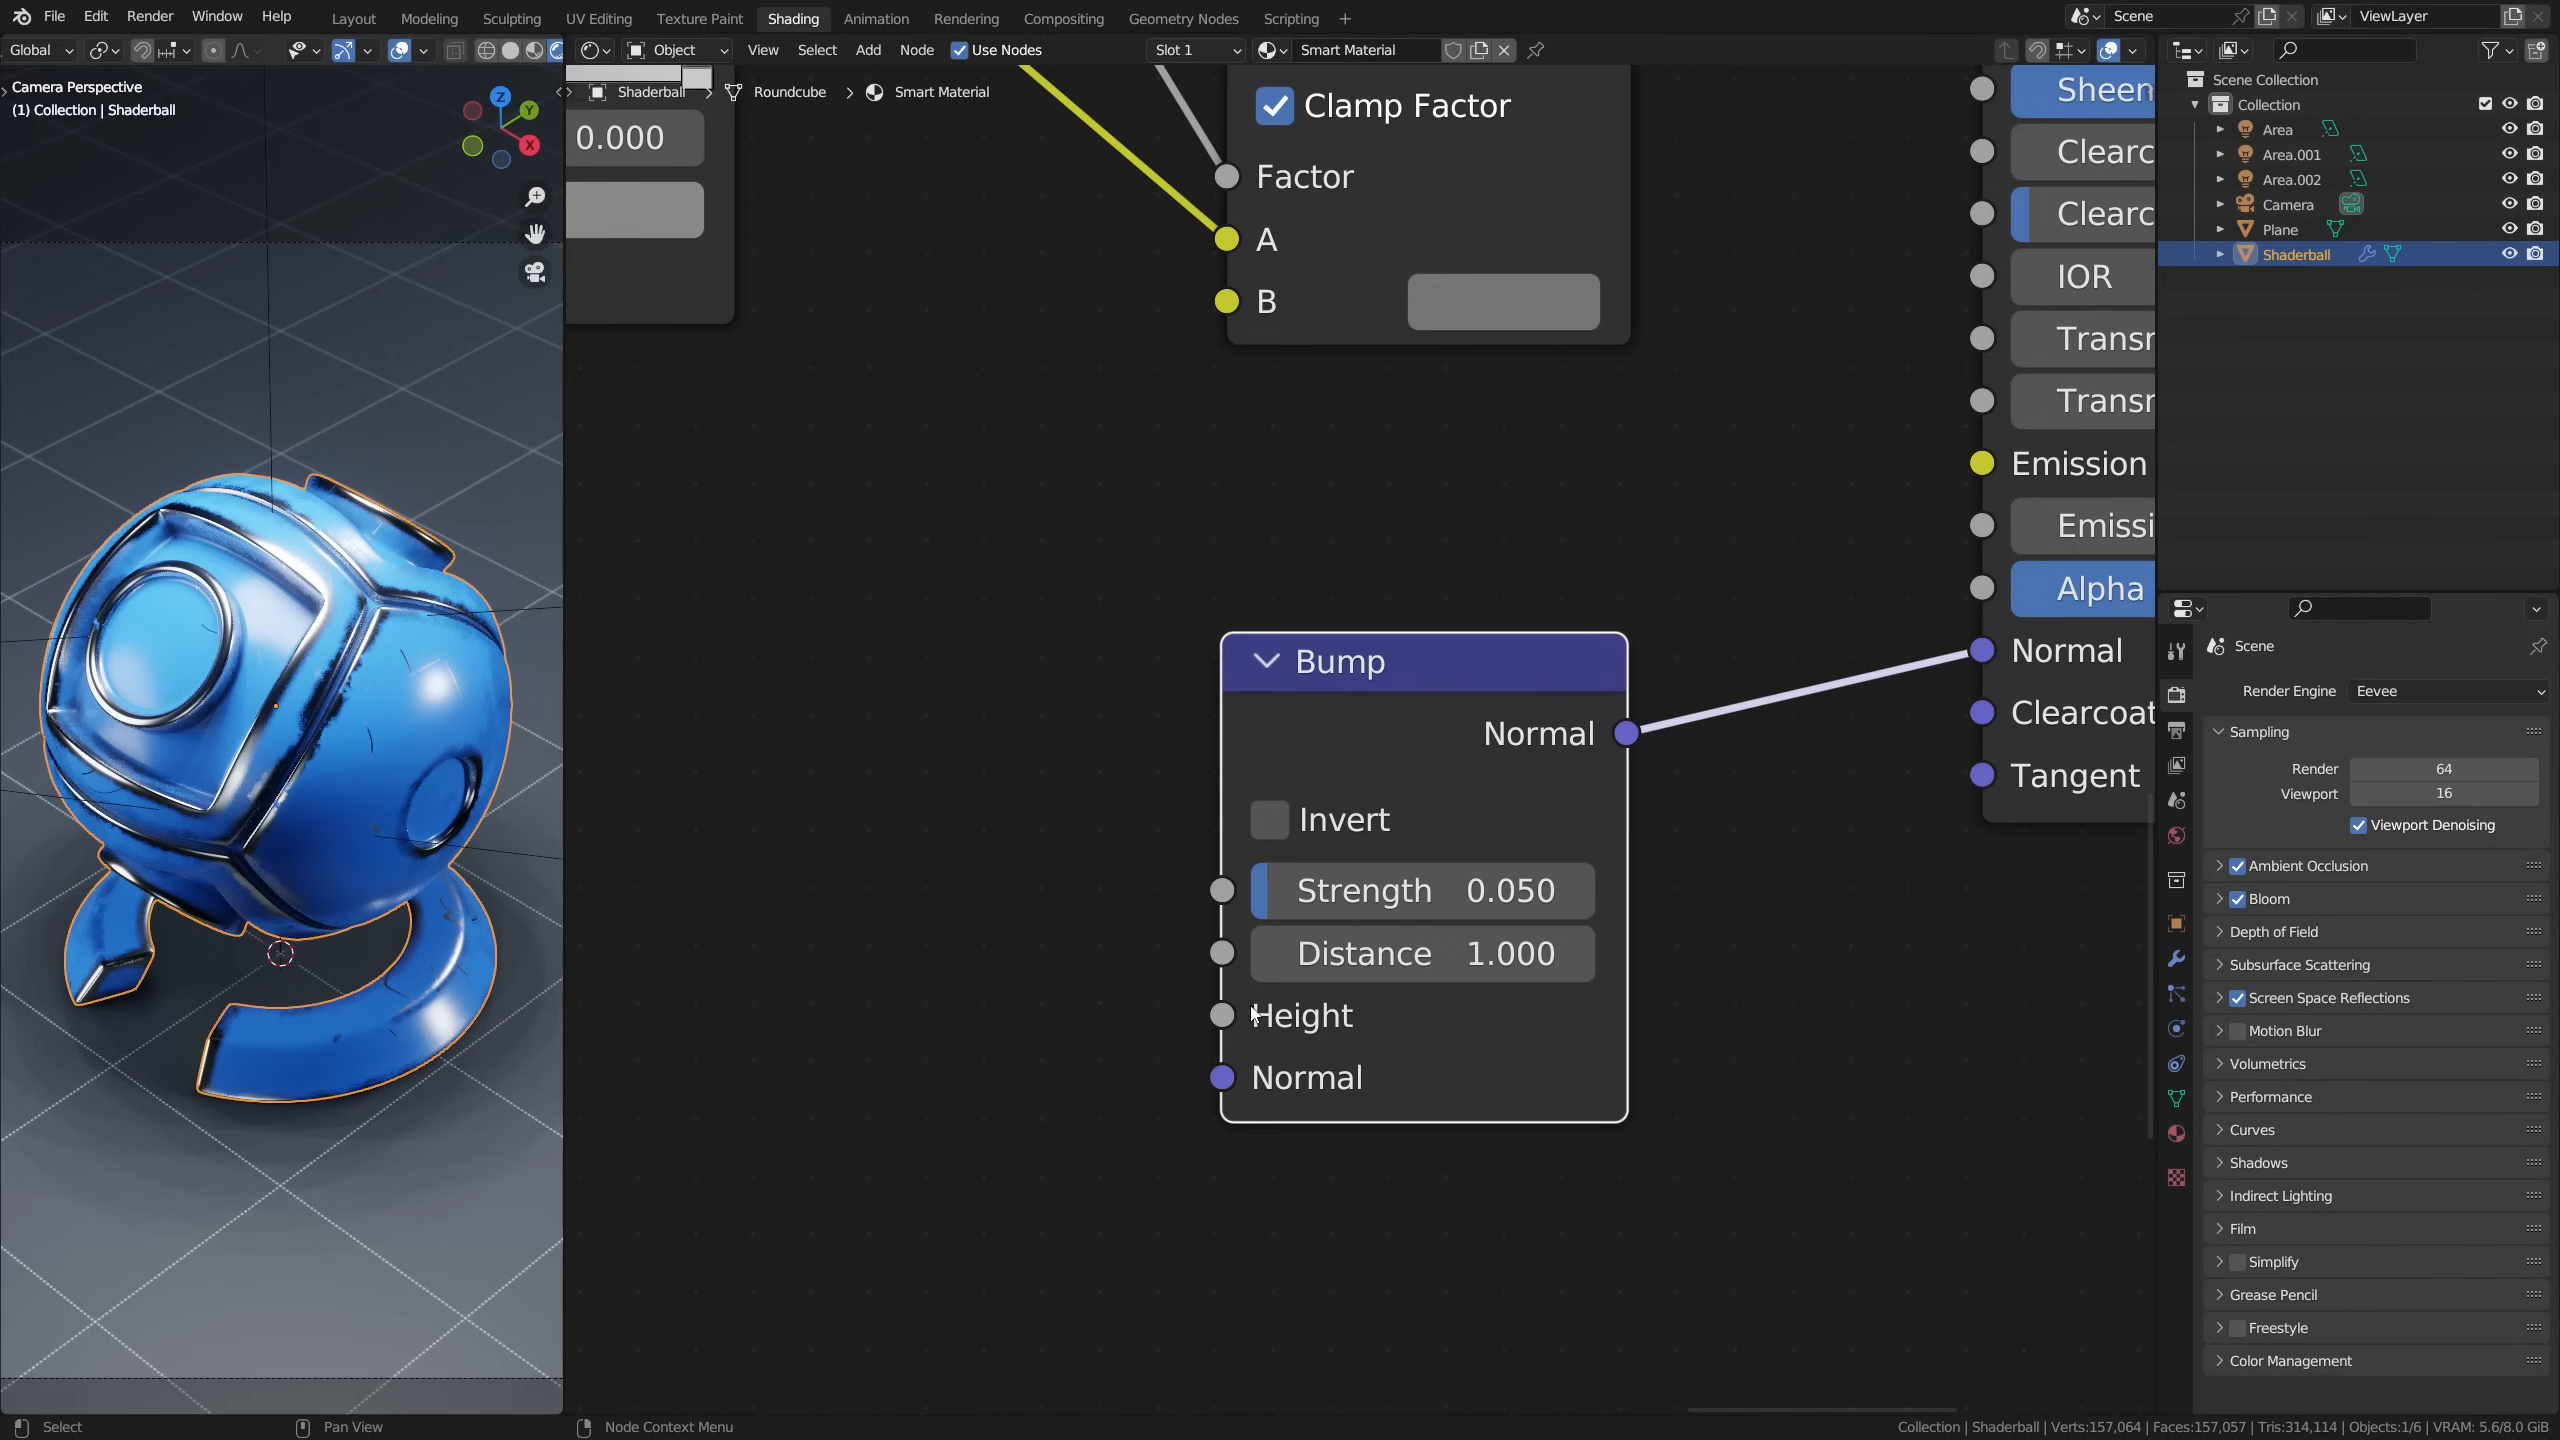 File Edit Render Window Help Layout Modeling Sculpting UV Editing Texture Paint Shading Animation Rendering Compositing Geometry Nodes Scripting + Scene ViewLayer
Global Object View Select Add Node Use Nodes Slot 1 Smart Material
Camera Perspective
(1) Collection | Shaderball
Z
Y
X
Shaderball > Roundcube > Smart Material
0.000
Clamp Factor
Factor
A
B
Bump
Normal
Invert
Strength 0.050
Distance 1.000
Height
Normal
Sheen
Clearc
Clearc
IOR
Transr
Transr
Emission
Emissi
Alpha
Normal
Clearcoat
Tangent
Scene Collection
Collection
Area
Area.001
Area.002
Camera
Plane
Shaderball
Scene
Render Engine Eevee
Sampling
Render 64
Viewport 16
Viewport Denoising
Ambient Occlusion
Bloom
Depth of Field
Subsurface Scattering
Screen Space Reflections
Motion Blur
Volumetrics
Performance
Curves
Shadows
Indirect Lighting
Film
Simplify
Grease Pencil
Freestyle
Color Management
Select Pan View Node Context Menu Collection | Shaderball | Verts:157,064 | Faces:157,057 | Tris:314,114 | Objects:1/6 | VRAM: 5.6/8.0 GiB